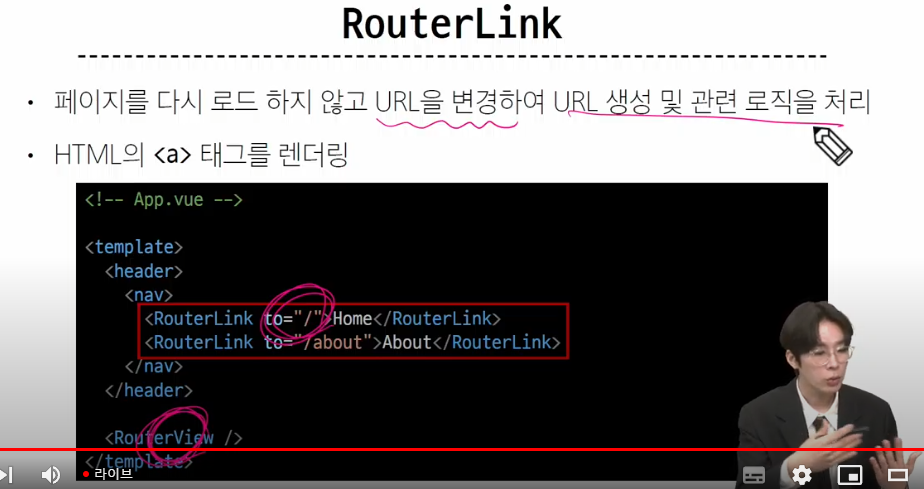 RouterLink
• 페이지를 다시 로드 하지 않고 URL을 변경하여 URL 생성 및 관련 로직을 처리
• HTML의 <a> 태그를 렌더링
<!-- App.vue -->
<template>
<header>
<nav>
<RouterLink to="/">Home</RouterLink>
<RouterLink to="/about">About</RouterLink>
</nav>
</header>
<RouterView />
</template>
라이브